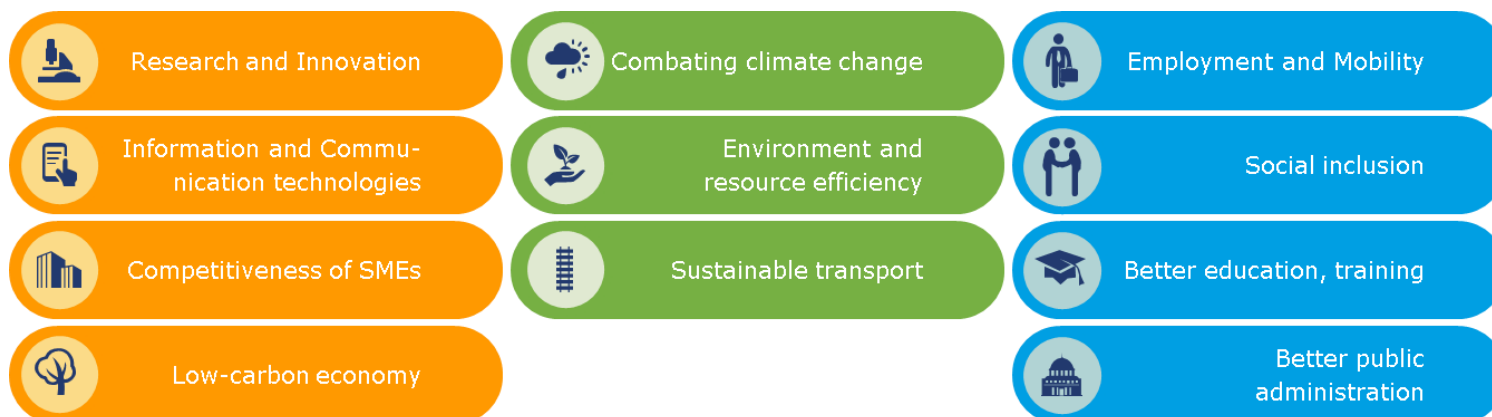 Research and Innovation
Information and Commu-
nication technologies
Competitiveness of SMEs
Low-carbon economy
Combating climate change
Environment and
resource efficiency
Sustainable transport
Employment and Mobility
Social inclusion
Better education, training
Better public
administration